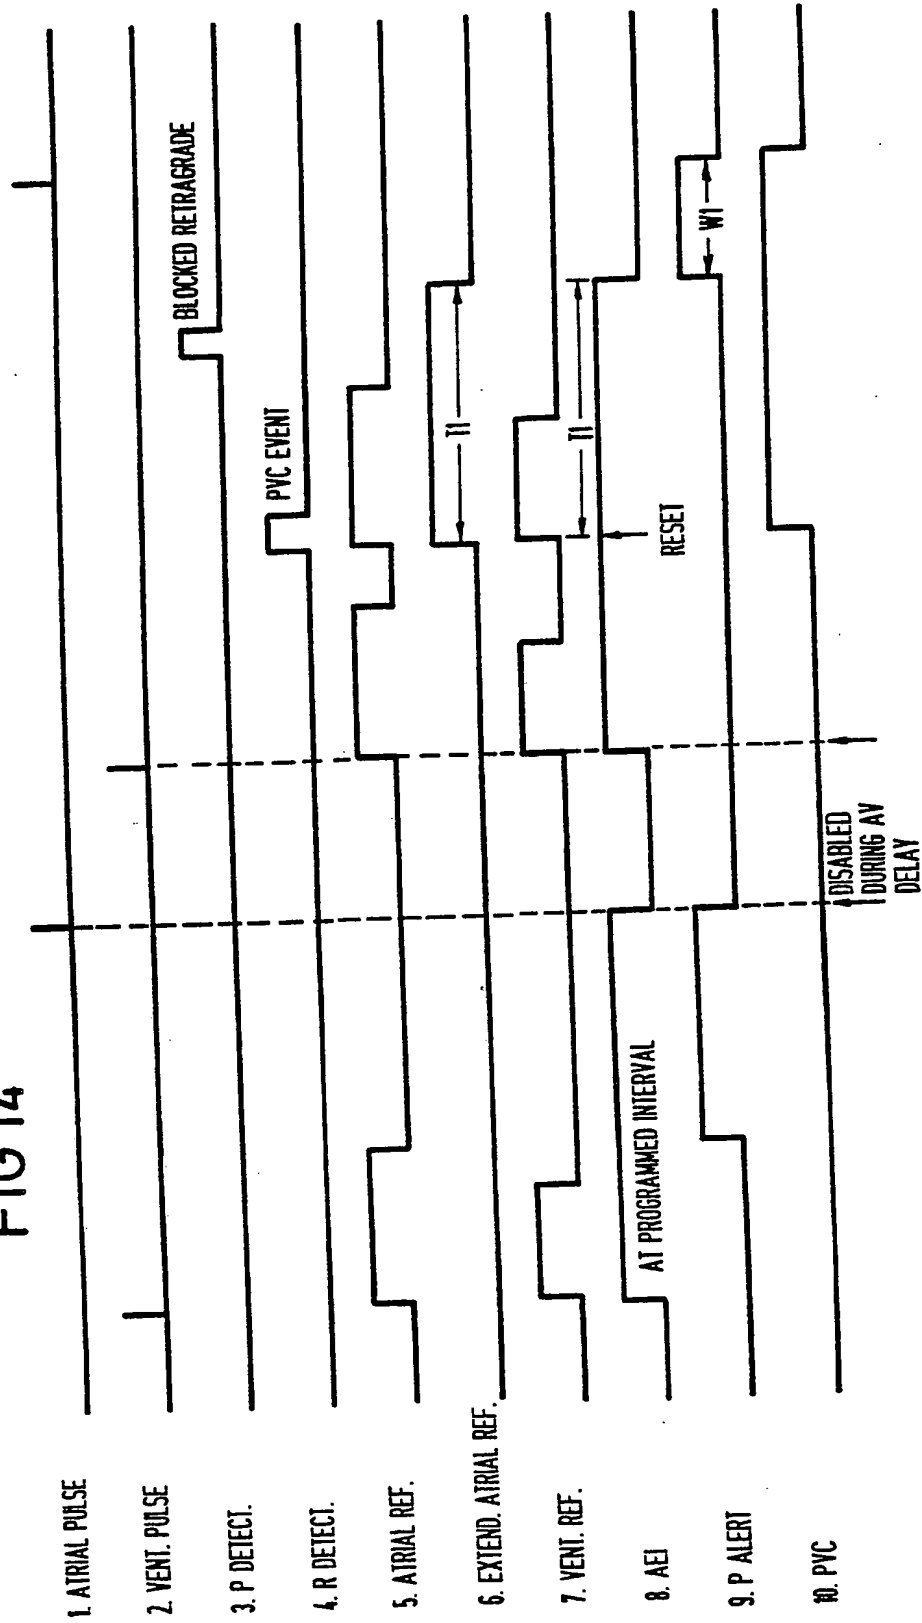 FIG 14
1. ATRIAL PULSE
2. VENT. PULSE
3. P DETECT.
BLOCKED RETRAGRADE
4. R DETECT.
PVC EVENT
5. ATRIAL REF.
6. EXTEND. ATRIAL REF.
T1
7. VENT. REF.
T1
8. AEI
AT PROGRAMMED INTERVAL
RESET
9. P ALERT
W1
10. PVC
DISABLED
DURING AV
DELAY